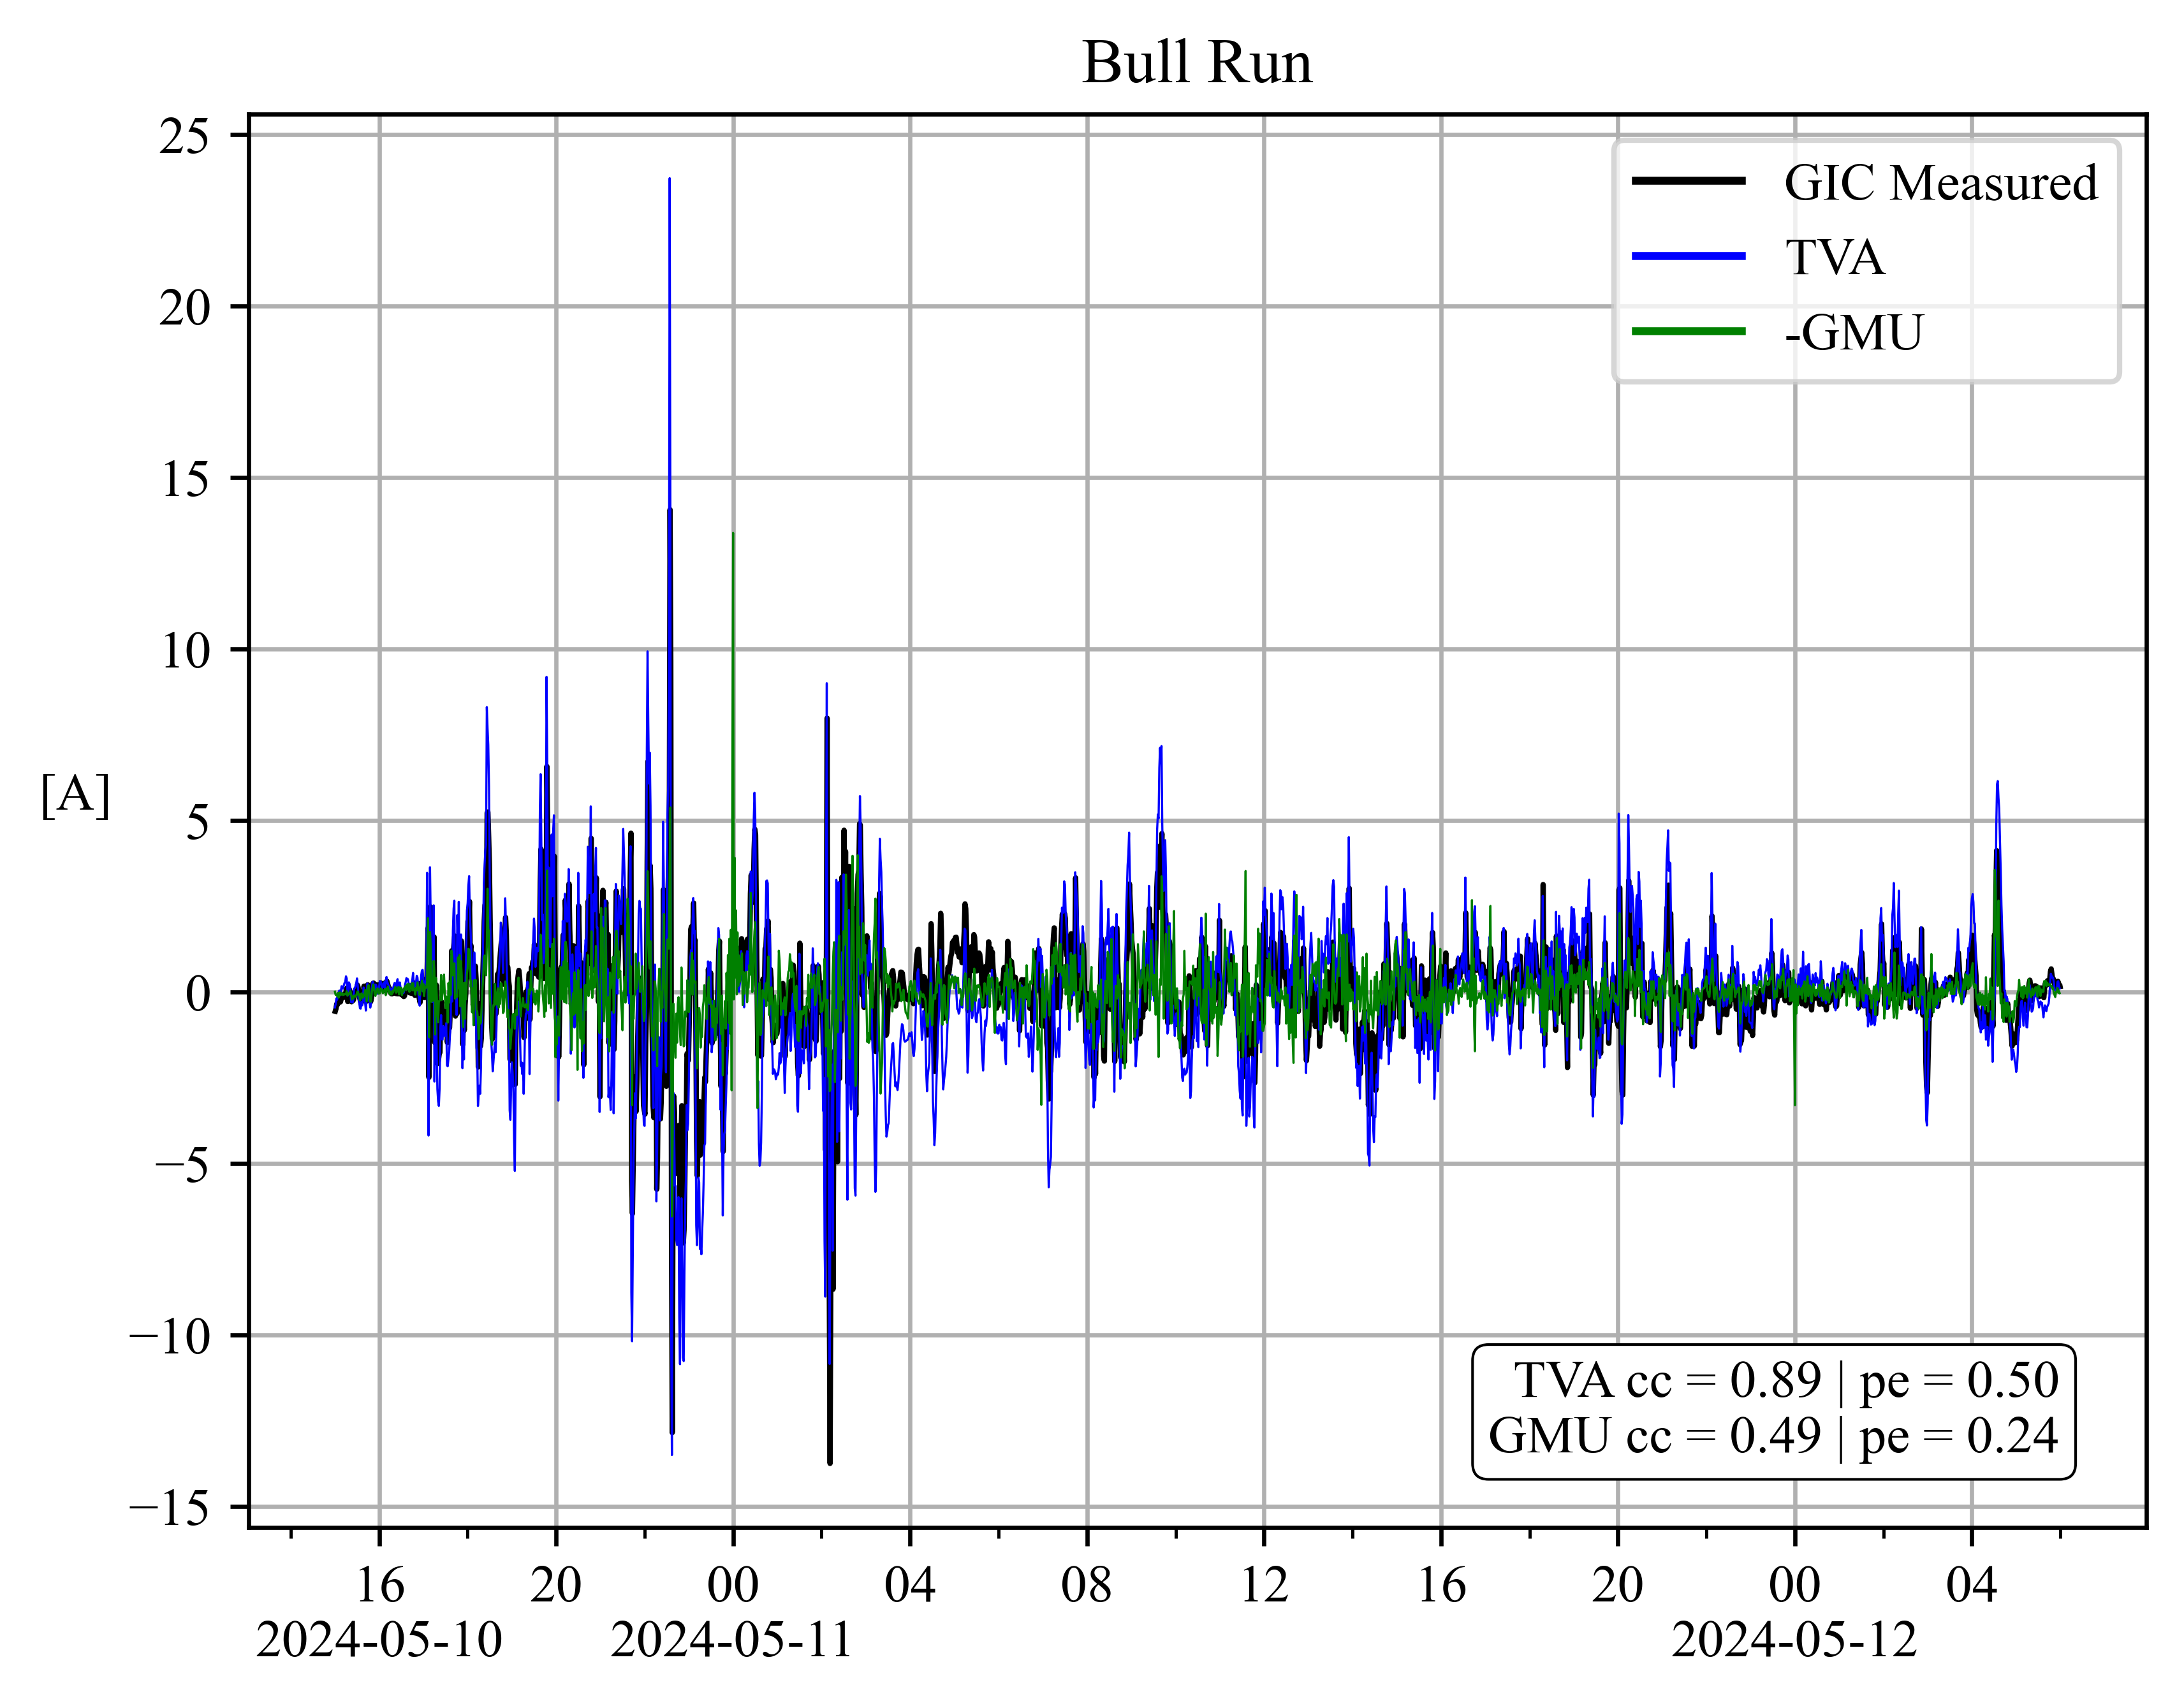 Bull Run
25
20
15
10
5
0
−5
−10
−15
[A]
GIC Measured
TVA
-GMU
TVA cc = 0.89 | pe = 0.50
GMU cc = 0.49 | pe = 0.24
16 20 00 04 08 12 16 20 00 04
2024-05-10 2024-05-11 2024-05-12